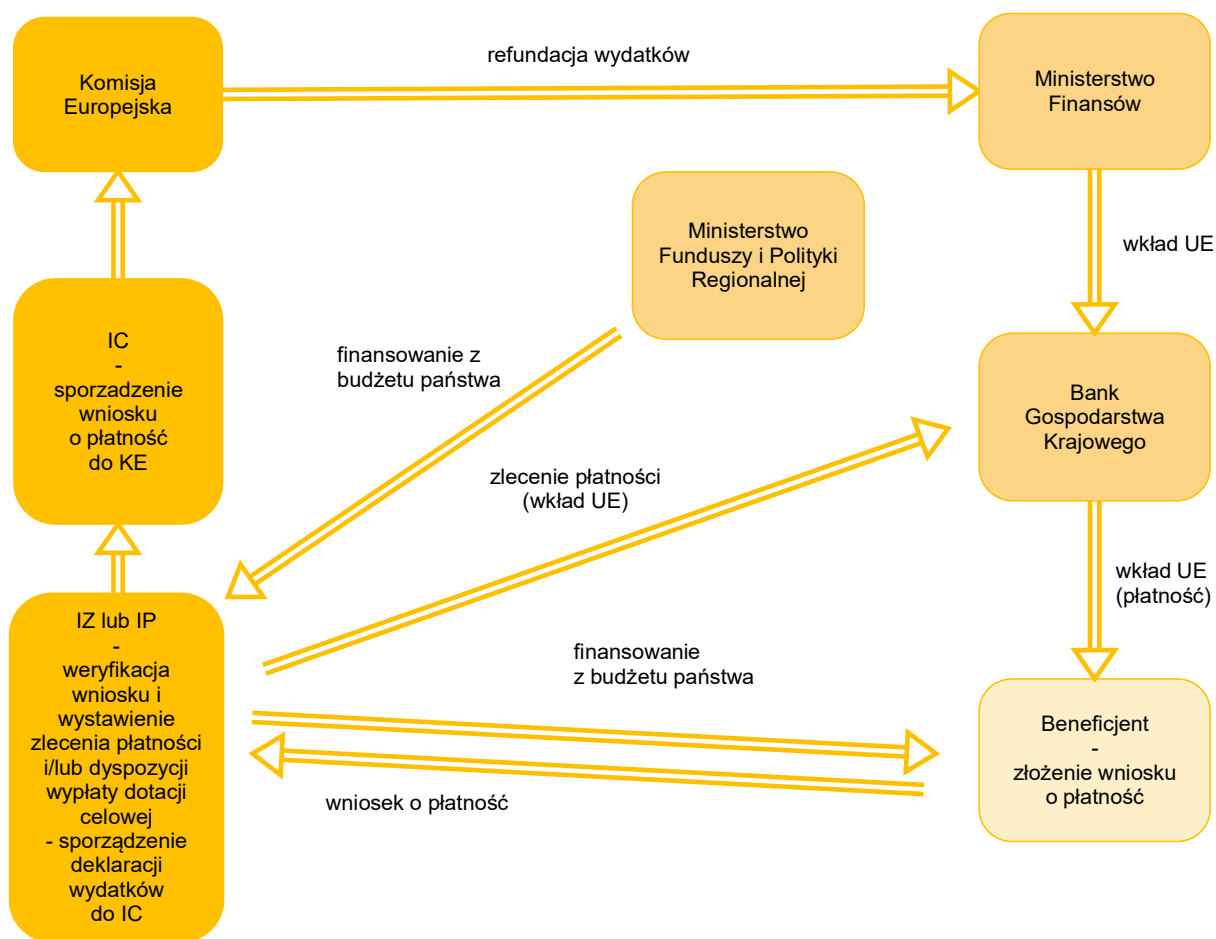 Komisja
Europejska
refundacja wydatków
Ministerstwo
Finansów
Ministerstwo
Funduszy i Polityki
Regionalnej
wkład UE
IC
-
sporzadzenie
wniosku
o płatność
do KE
finansowanie z
budżetu państwa
Bank
Gospodarstwa
Krajowego
zlecenie płatności
(wkład UE)
wkład UE
(płatność)
IZ lub IP
-
weryfikacja
wniosku i
wystawienie
zlecenia płatności
i/lub dyspozycji
wypłaty dotacji
celowej
- sporządzenie
deklaracji
wydatków
do IC
finansowanie
z budżetu państwa
Beneficjent
-
złożenie wniosku
o płatność
wniosek o płatność